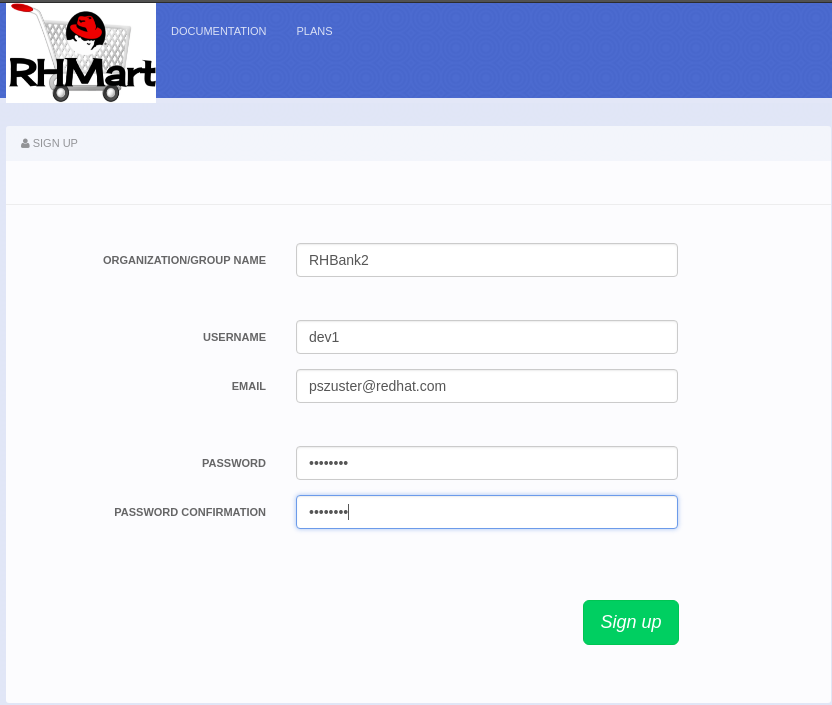 RHMart
DOCUMENTATION PLANS
SIGN UP
ORGANIZATION/GROUP NAME RHBank2
USERNAME dev1
EMAIL pszuster@redhat.com
PASSWORD ••••••••
PASSWORD CONFIRMATION ••••••••
Sign up